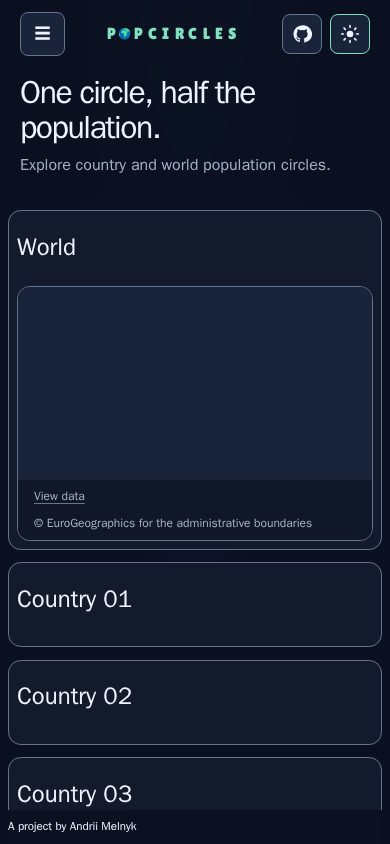 POPCIRCLES
One circle, half the
population.
Explore country and world population circles.
World
View data
© EuroGeographics for the administrative boundaries
Country 01
Country 02
Country 03
A project by Andrii Melnyk